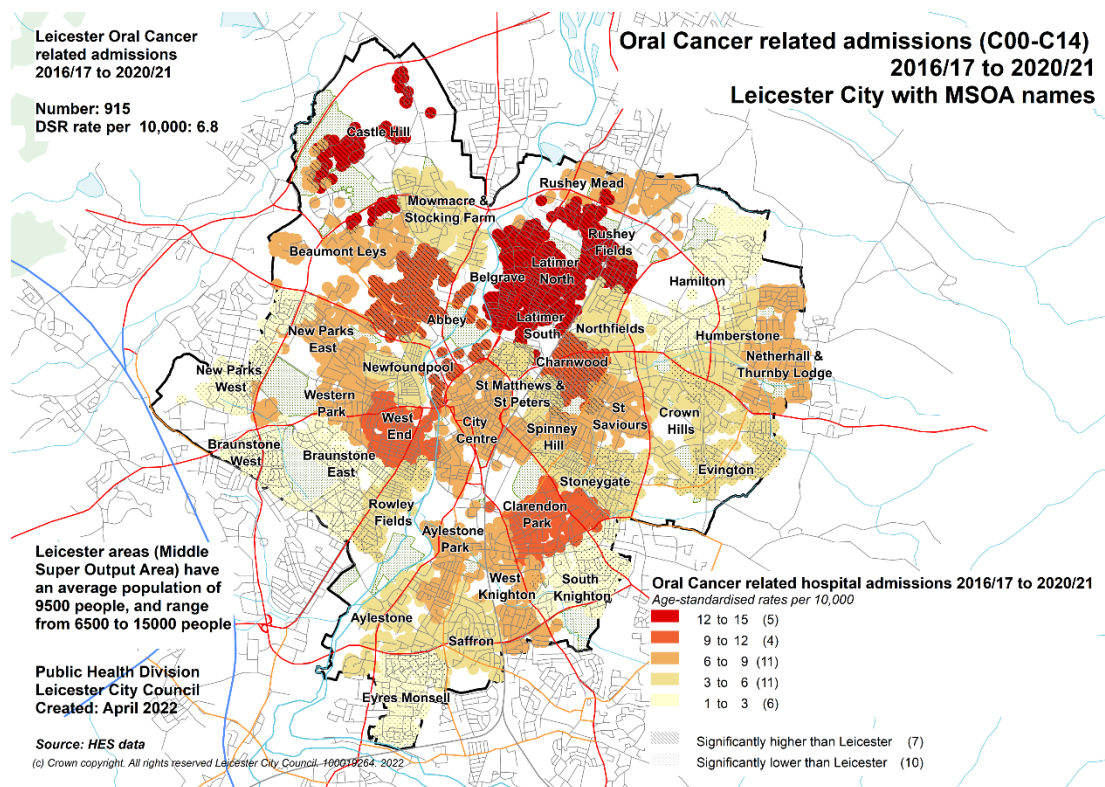 Leicester Oral Cancer
related admissions
2016/17 to 2020/21
Number: 915
DSR rate per 10,000: 6.8
Oral Cancer related admissions (C00-C14)
2016/17 to 2020/21
Leicester City with MSOA names
Castle Hill
Rushey Mead
Mowmacre &
Stocking Farm
Rushey
Fields
Beaumont Leys
Belgrave
Latimer
North
Hamilton
Abbey
Latimer
South
Northfields
New Parks
East
Humberstone
Charnwood
Netherhall &
Thurnby Lodge
Newfoundpool
New Parks
West
St Matthews &
St Peters
Western
Park
West
End
City
Centre
St
Saviours
Crown
Hills
Spinney
Hill
Braunstone
West
Braunstone
East
Evington
Stoneygate
Rowley
Fields
Clarendon
Park
Aylestone
Park
West
Knighton
South
Knighton
Aylestone
Saffron
Eyres Monsell
Leicester areas (Middle
Super Output Area) have
an average population of
9500 people, and range
from 6500 to 15000 people
Public Health Division
Leicester City Council
Created: April 2022
Source: HES data
(c) Crown copyright. All rights reserved Leicester City Council. 100019264. 2022
Oral Cancer related hospital admissions 2016/17 to 2020/21
Age-standardised rates per 10,000
12 to 15 (5)
9 to 12 (4)
6 to 9 (11)
3 to 6 (11)
1 to 3 (6)
Significantly higher than Leicester (7)
Significantly lower than Leicester (10)